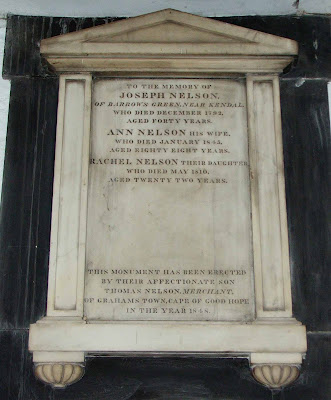 TO THE MEMORY OF
JOSEPH NELSON,
OF BARROWS GREEN, NEAR KENDAL
WHO DIED DECEMBER 1792,
AGED FORTY YEARS.
ANN NELSON HIS WIFE,
WHO DIED JANUARY 1845,
AGED EIGHTY EIGHT YEARS.
RACHEL NELSON THEIR DAUGHTER
WHO DIED MAY 1810,
AGED TWENTY TWO YEARS.
THIS MONUMENT HAS BEEN ERECTED
BY THEIR AFFECTIONATE SON
THOMAS NELSON, MERCHANT,
OF GRAHAMS TOWN, CAPE OF GOOD HOPE
IN THE YEAR